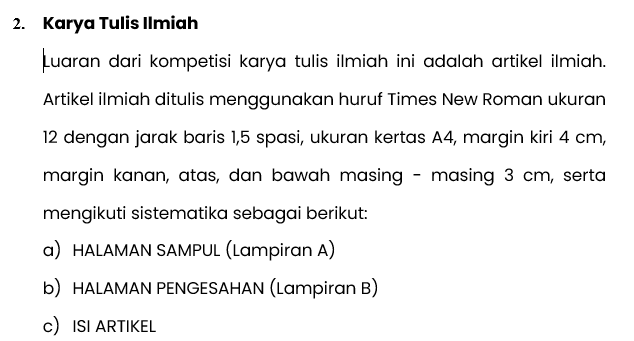 2. Karya Tulis Ilmiah
Luaran dari kompetisi karya tulis ilmiah ini adalah artikel ilmiah.
Artikel ilmiah ditulis menggunakan huruf Times New Roman ukuran
12 dengan jarak baris 1,5 spasi, ukuran kertas A4, margin kiri 4 cm,
margin kanan, atas, dan bawah masing - masing 3 cm, serta
mengikuti sistematika sebagai berikut:
a) HALAMAN SAMPUL (Lampiran A)
b) HALAMAN PENGESAHAN (Lampiran B)
c) ISI ARTIKEL